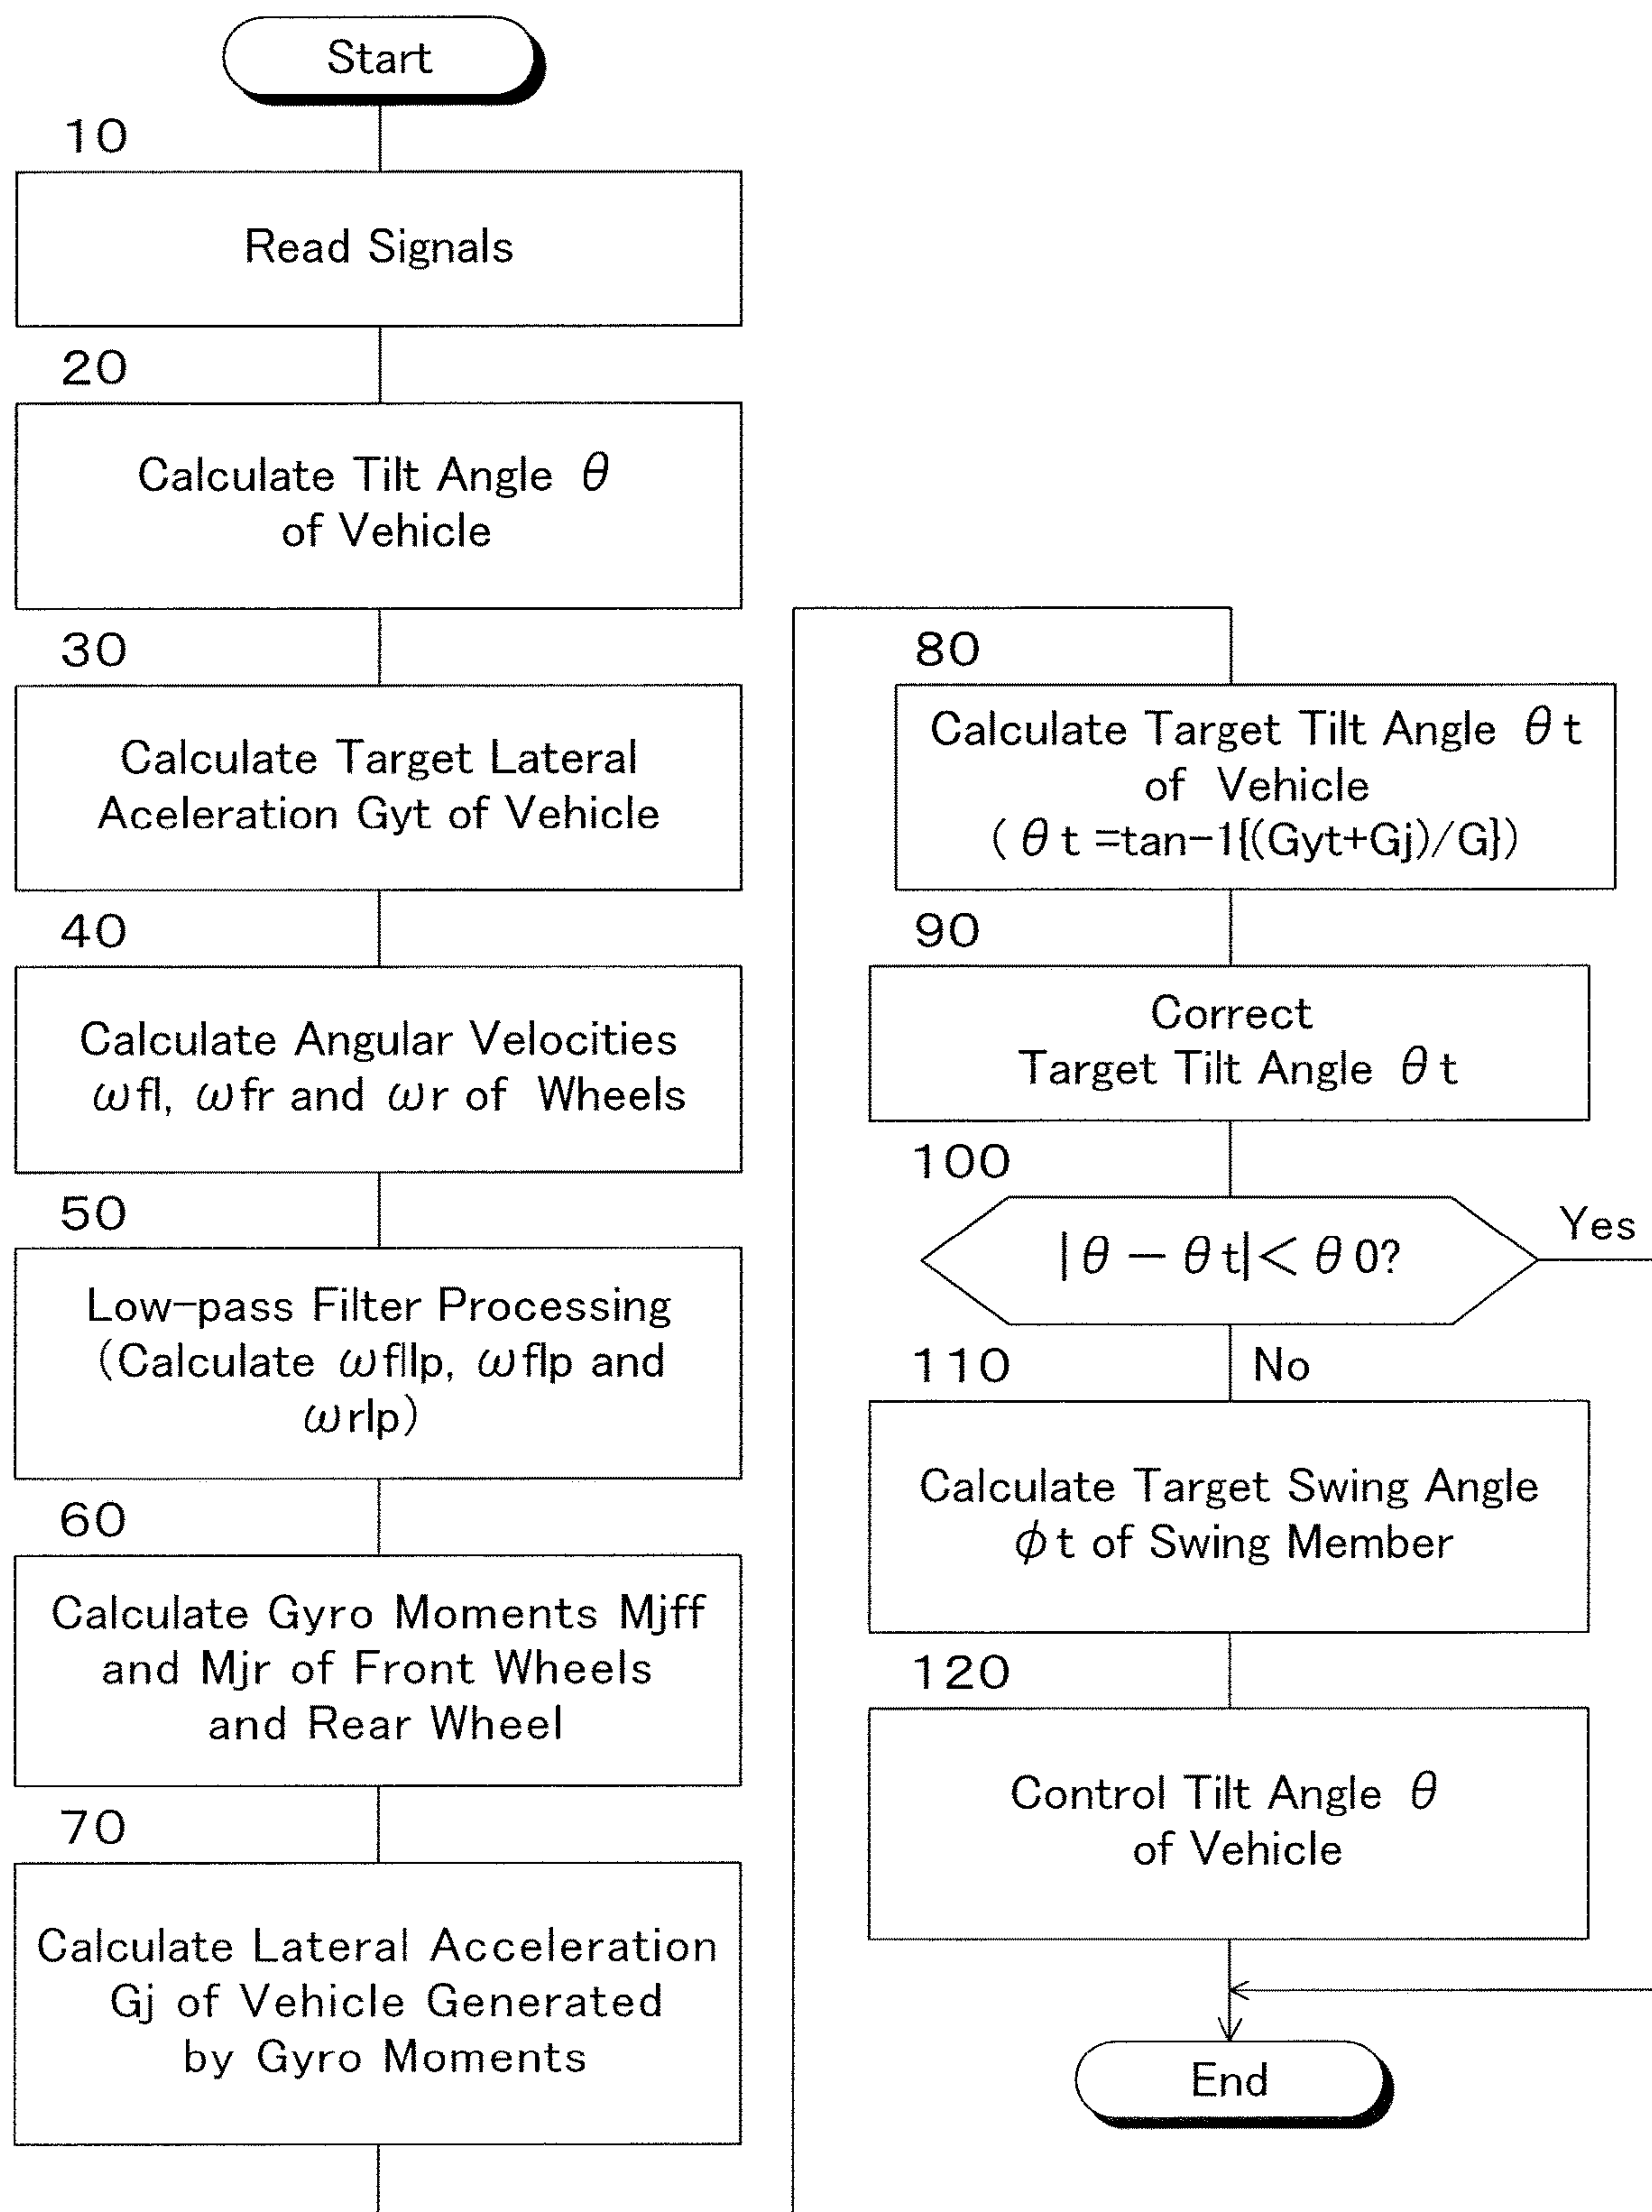 Start
10
Read Signals
20
Calculate Tilt Angle θ
of Vehicle
30
Calculate Target Lateral
Aceleration Gyt of Vehicle
40
Calculate Angular Velocities
ωfl, ωfr and ωr of Wheels
50
Low-pass Filter Processing
(Calculate ωfllp, ωflp and
ωrlp)
60
Calculate Gyro Moments Mjff
and Mjr of Front Wheels
and Rear Wheel
70
Calculate Lateral Acceleration
Gj of Vehicle Generated
by Gyro Moments
80
Calculate Target Tilt Angle θt
of Vehicle
(θt=tan-1{(Gyt+Gj)/G})
90
Correct
Target Tilt Angle θt
100
|θ - θt| < θ0?
Yes
110
No
Calculate Target Swing Angle
φt of Swing Member
120
Control Tilt Angle θ
of Vehicle
End